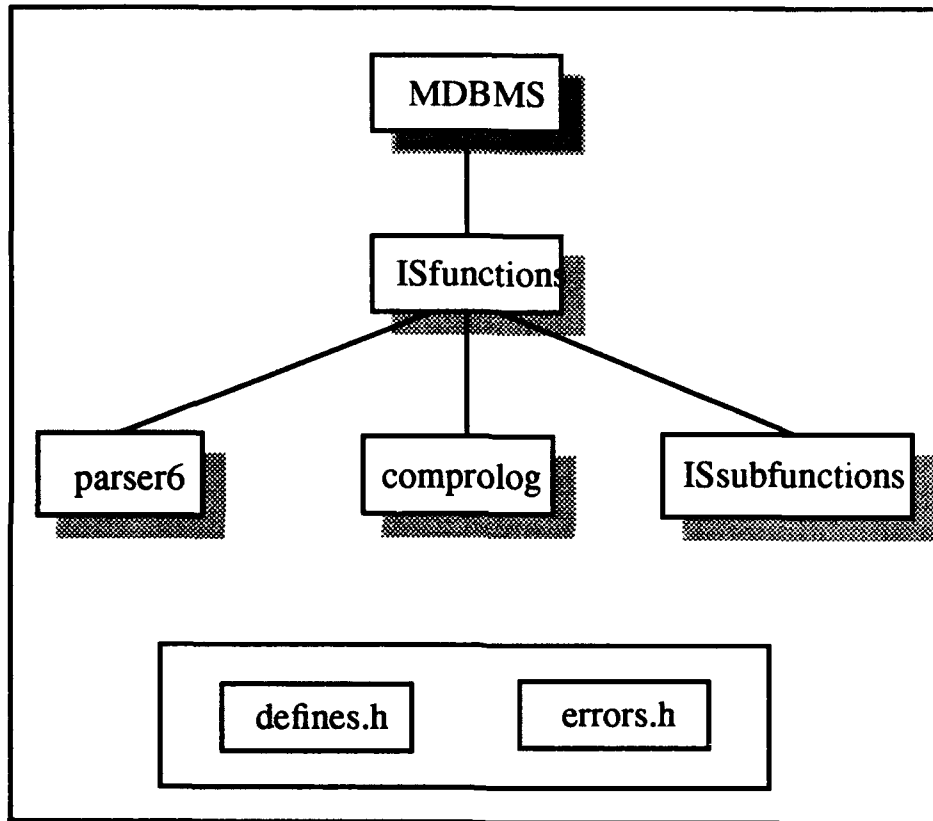 MDBMS
ISfunctions
parser6
comprolog
ISsubfunctions
defines.h
errors.h